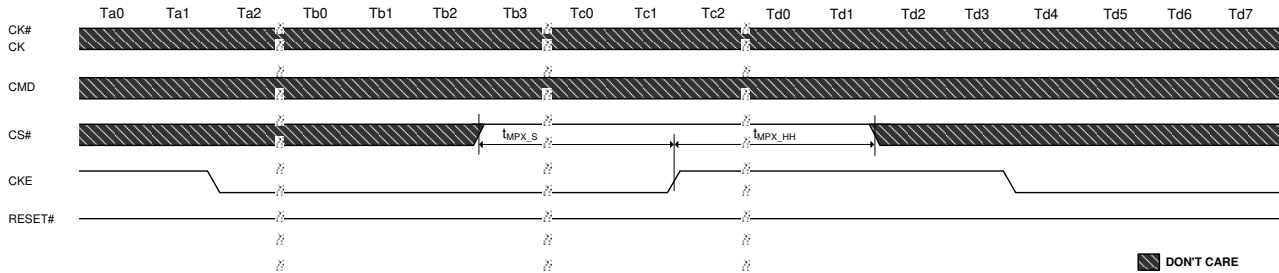 Ta0 Ta1 Ta2 Tb0 Tb1 Tb2 Tb3 Tc0 Tc1 Tc2 Td0 Td1 Td2 Td3 Td4 Td5 Td6 Td7
CK#
CK
CMD
CS#
tMPX_S tMPX_HH
CKE
RESET#
DON'T CARE